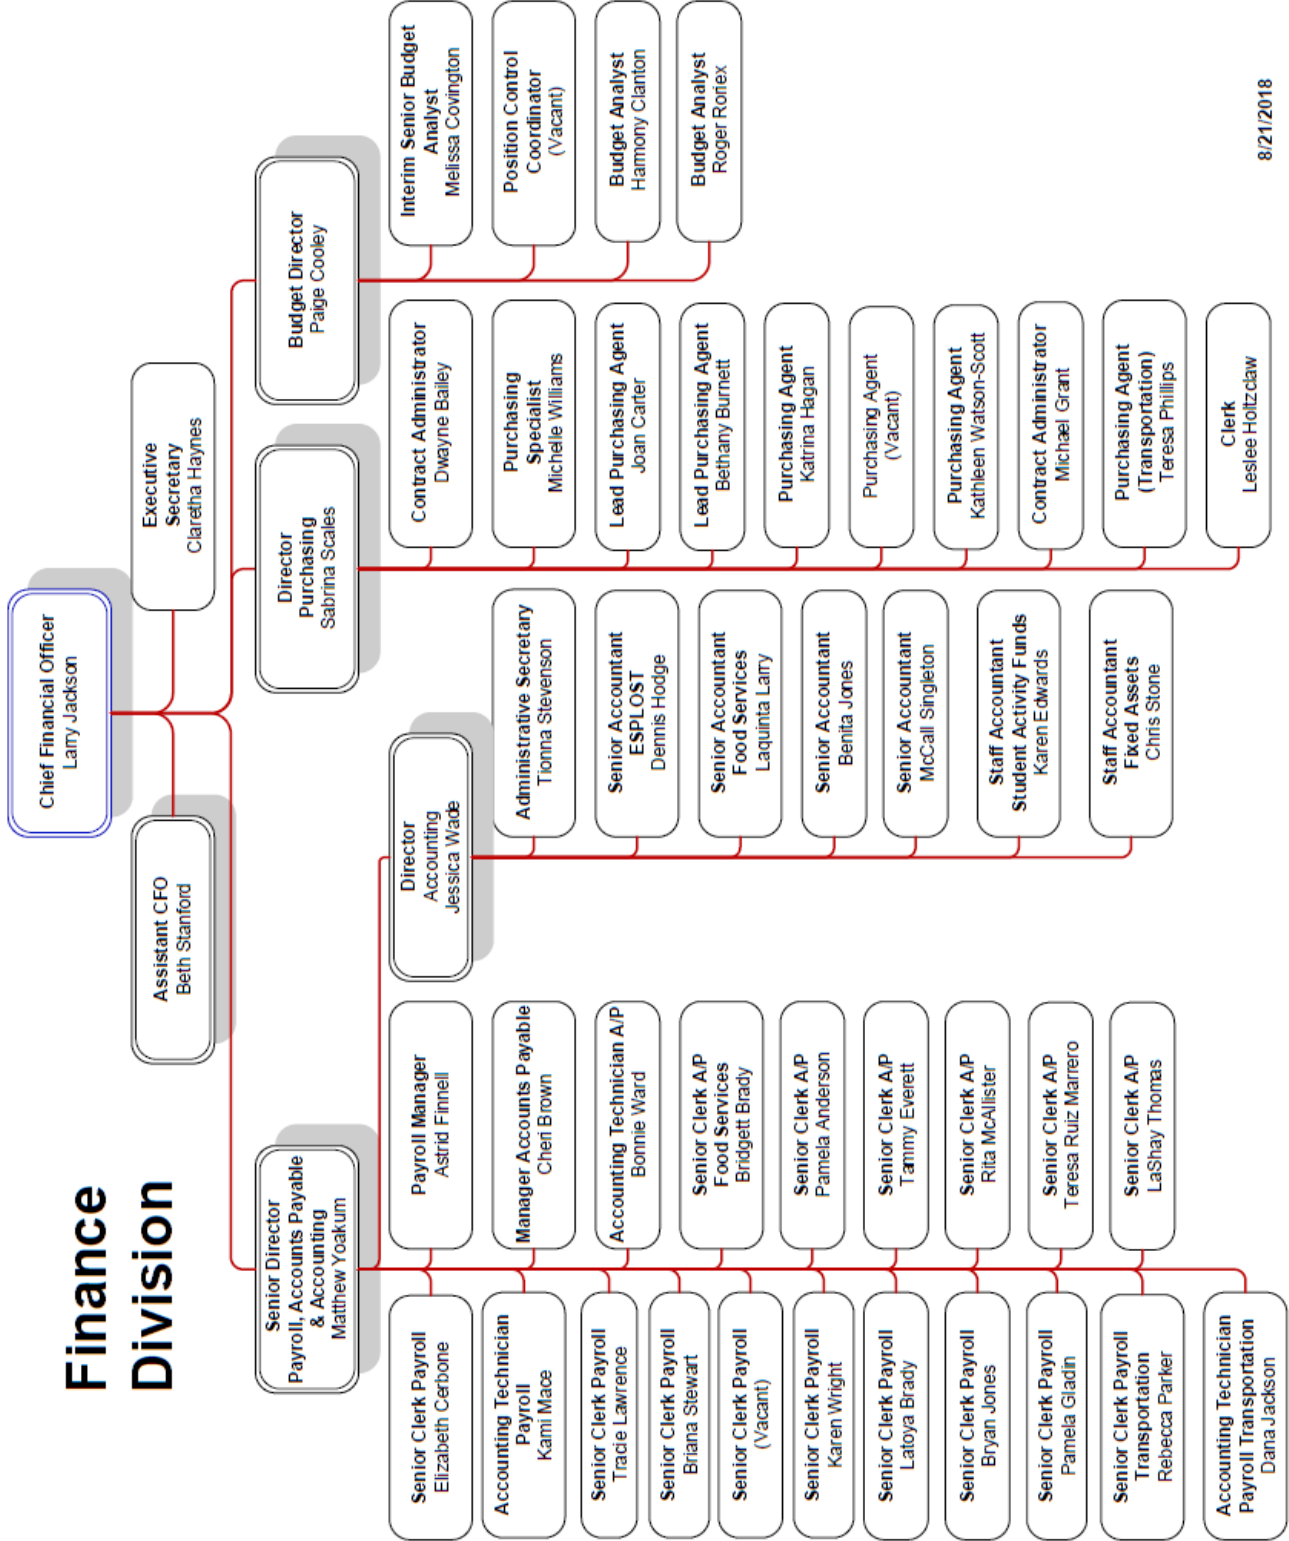 Finance
Division
Chief Financial Officer
Larry Jackson
Assistant CFO
Beth Stanford
Executive
Secretary
Claretha Haynes
Senior Director
Payroll, Accounts Payable
& Accounting
Matthew Yoakum
Director
Purchasing
Sabrina Scales
Budget Director
Paige Cooley
Senior Clerk Payroll
Elizabeth Cerbone
Accounting Technician
Payroll
Kami Mace
Senior Clerk Payroll
Tracie Lawrence
Senior Clerk Payroll
Briana Stewart
Senior Clerk Payroll
(Vacant)
Senior Clerk Payroll
Karen Wright
Senior Clerk Payroll
Latoya Brady
Senior Clerk Payroll
Bryan Jones
Senior Clerk Payroll
Pamela Gladin
Senior Clerk Payroll
Transportation
Rebecca Parker
Accounting Technician
Payroll Transportation
Dana Jackson
Payroll Manager
Astrid Finnell
Manager Accounts Payable
Cheri Brown
Accounting Technician A/P
Bonnie Ward
Senior Clerk A/P
Food Services
Bridgett Brady
Senior Clerk A/P
Pamela Anderson
Senior Clerk A/P
Tammy Everett
Senior Clerk A/P
Rita McAllister
Senior Clerk A/P
Teresa Ruiz Marrero
Senior Clerk A/P
LaShay Thomas
Director
Accounting
Jessica Wade
Administrative Secretary
Tionna Stevenson
Senior Accountant
ESPLOST
Dennis Hodge
Senior Accountant
Food Services
Laquinta Larry
Senior Accountant
Benita Jones
Senior Accountant
McCall Singleton
Staff Accountant
Student Activity Funds
Karen Edwards
Staff Accountant
Fixed Assets
Chris Stone
Contract Administrator
Dwayne Bailey
Purchasing
Specialist
Michelle Williams
Lead Purchasing Agent
Joan Carter
Lead Purchasing Agent
Bethany Burnett
Purchasing Agent
Katrina Hagan
Purchasing Agent
(Vacant)
Purchasing Agent
Kathleen Watson-Scott
Contract Administrator
Michael Grant
Purchasing Agent
(Transportation)
Teresa Phillips
Clerk
Leslee Holtzclaw
Interim Senior Budget
Analyst
Melissa Covington
Position Control
Coordinator
(Vacant)
Budget Analyst
Harmony Clanton
Budget Analyst
Roger Roriex
8/21/2018